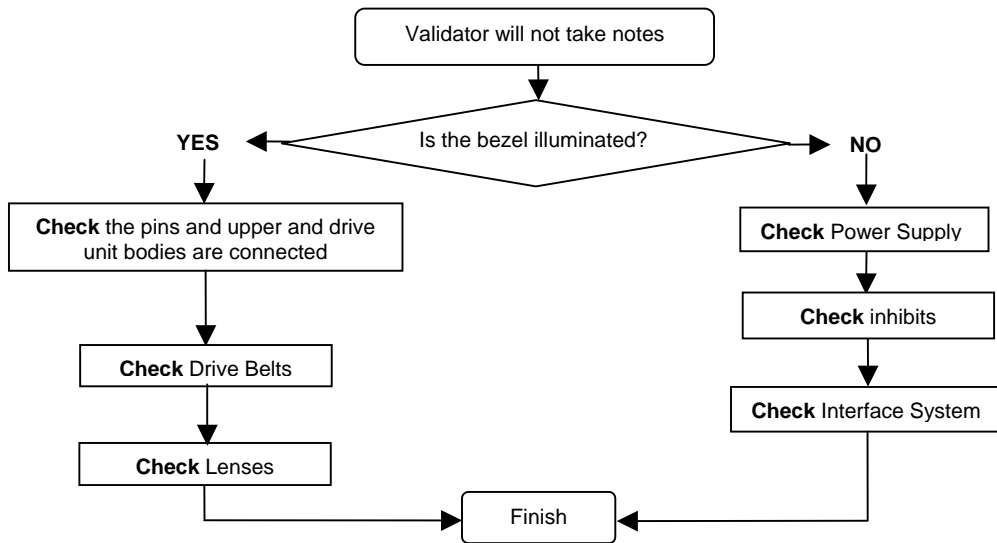 Validator will not take notes
Is the bezel illuminated?
YES
NO
Check the pins and upper and drive
unit bodies are connected
Check Power Supply
Check inhibits
Check Drive Belts
Check Interface System
Check Lenses
Finish